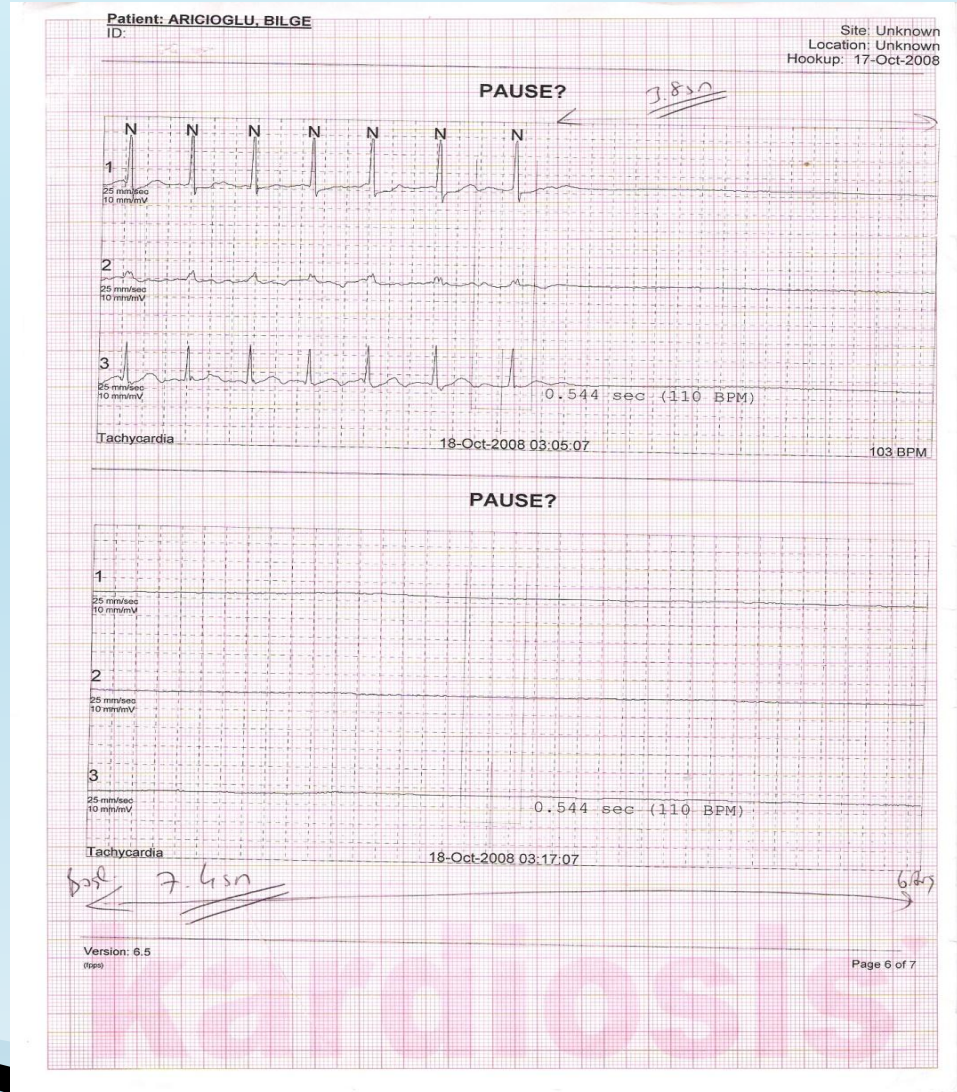 Patient: ARICIOGLU, BILGE
ID:
Site: Unknown
Location: Unknown
Hookup: 17-Oct-2008
PAUSE?
3.8sn
N N N N N N N
1
25 mm/sec
10 mm/mV
2
25 mm/sec
10 mm/mV
3
25 mm/sec
10 mm/mV
0.544 sec (110 BPM)
Tachycardia 18-Oct-2008 03:05:07 103 BPM
PAUSE?
1
25 mm/sec
10 mm/mV
2
25 mm/sec
10 mm/mV
3
25 mm/sec
10 mm/mV
0.544 sec (110 BPM)
Tachycardia 18-Oct-2008 03:17:07
7.4sn
Version: 6.5
(fpps)
Page 6 of 7
kardiosis